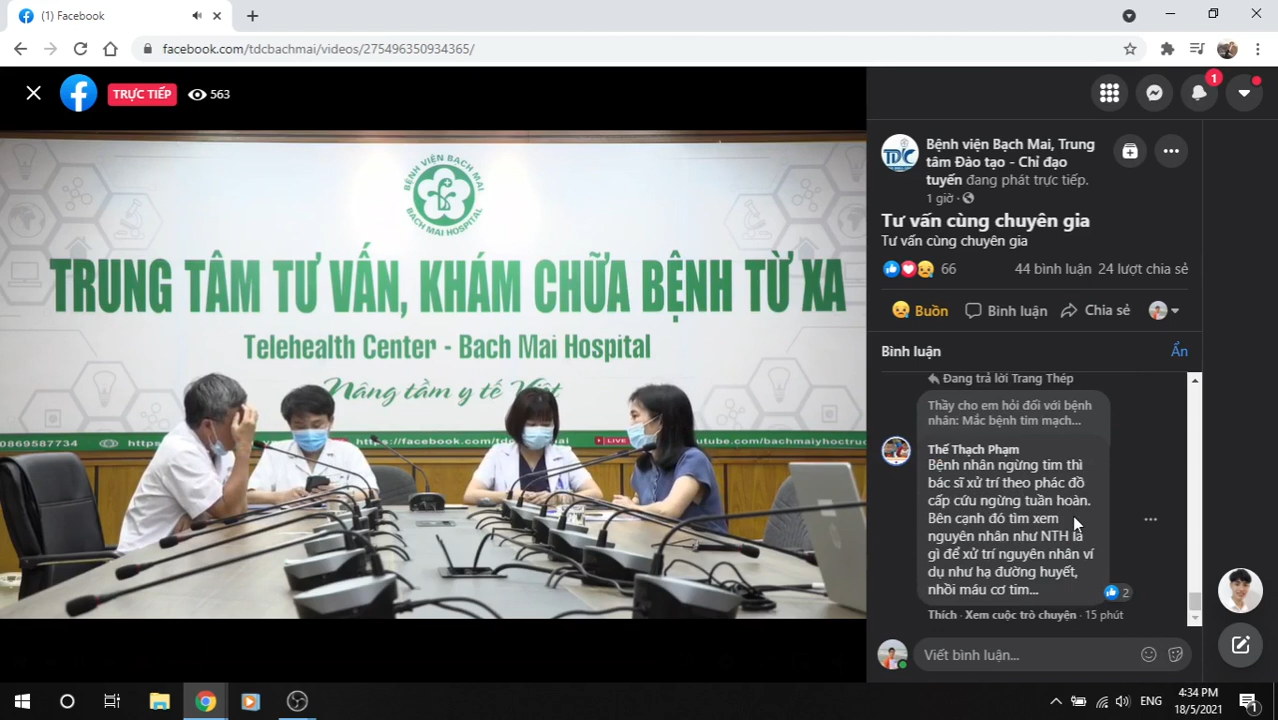 (1) Facebook
facebook.com/tdcbachmai/videos/275496350934365/
TRỰC TIẾP
563
BỆNH VIỆN BẠCH MAI
BACH MAI HOSPITAL
TRUNG TÂM TƯ VẤN, KHÁM CHỮA BỆNH TỪ XA
Telehealth Center - Bach Mai Hospital
Nâng tầm y tế Việt
0869587734
https://facebook.com/td
LIVE
1
TDC
Bệnh viện Bạch Mai, Trung
tâm Đào tạo - Chỉ đạo
tuyến đang phát trực tiếp.
1 giờ ·
Tư vấn cùng chuyên gia
Tư vấn cùng chuyên gia
66
44 bình luận 24 lượt chia sẻ
Buồn
Bình luận
Chia sẻ
Bình luận
Ẩn
Đang trả lời Trang Thép
Thầy cho em hỏi đối với bệnh
nhân: Mắc bệnh tim mạch...
Thế Thạch Phạm
Bệnh nhân ngừng tim thì
bác sĩ xử trí theo phác đồ
cấp cứu ngừng tuần hoàn.
Bên cạnh đó tìm xem
nguyên nhân như NTH là
gì để xử trí nguyên nhân ví
dụ như hạ đường huyết,
nhồi máu cơ tim...
2
Thích · Xem cuộc trò chuyện · 15 phút
Viết bình luận...
ENG
4:34 PM
18/5/2021
1